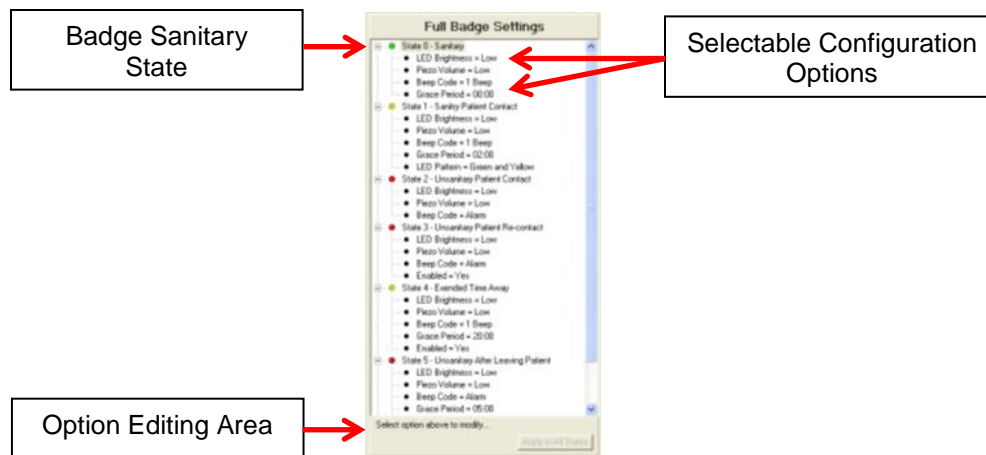 Full Badge Settings
Badge Sanitary
State
Selectable Configuration
Options
State 0 - Sanitary
LED Brightness = Low
Piezo Volume = Low
Beep Code = 1 Beep
Grace Period = 00:00
State 1 - Sanitry Patient Contact
LED Brightness = Low
Piezo Volume = Low
Beep Code = 1 Beep
Grace Period = 02:00
LED Pattern = Green and Yellow
State 2 - Unsanitary Patient Contact
LED Brightness = Low
Piezo Volume = Low
Beep Code = Alarm
State 3 - Unsanitary Patient Re-contact
LED Brightness = Low
Piezo Volume = Low
Beep Code = Alarm
Enabled = Yes
State 4 - Exended Time Away
LED Brightness = Low
Piezo Volume = Low
Beep Code = 1 Beep
Grace Period = 20:00
Enabled = Yes
State 5 - Unsanitary After Leaving Patient
LED Brightness = Low
Piezo Volume = Low
Beep Code = Alarm
Grace Period = 05:00
Option Editing Area
Select option above to modify...
Apply to All States